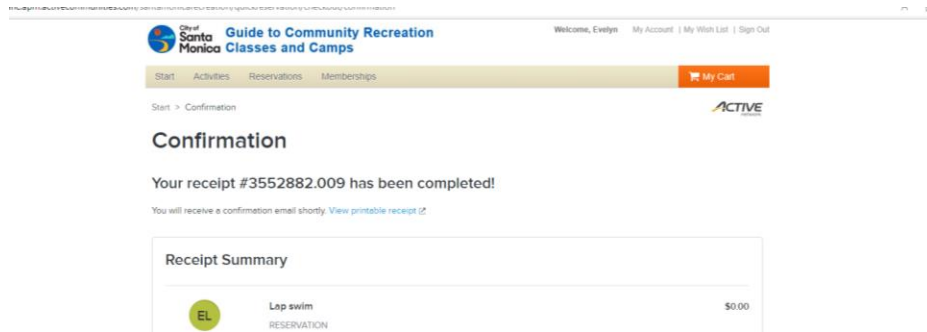 City of
Santa
Monica
Guide to Community Recreation
Classes and Camps
Welcome, Evelyn My Account | My Wish List | Sign Out
Start Activities Reservations Memberships
My Cart
Start > Confirmation
ACTIVE
Confirmation
Your receipt #3552882.009 has been completed!
You will receive a confirmation email shortly. View printable receipt
Receipt Summary
EL
Lap swim $0.00
RESERVATION